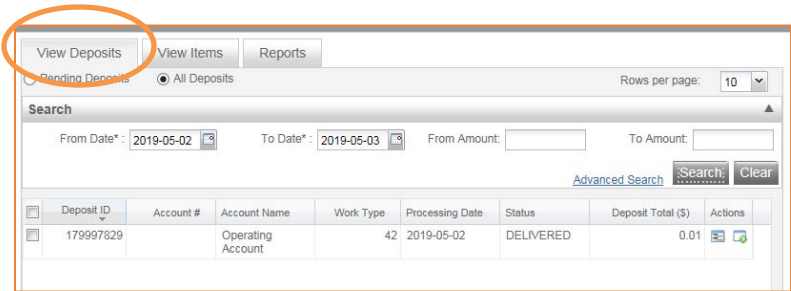 View Deposits View Items Reports
Pending Deposits All Deposits Rows per page: 10
Search
From Date* : 2019-05-02 To Date* : 2019-05-03 From Amount: To Amount:
Advanced Search Search Clear
Deposit ID Account # Account Name Work Type Processing Date Status Deposit Total ($) Actions
179997829 Operating Account 42 2019-05-02 DELIVERED 0.01